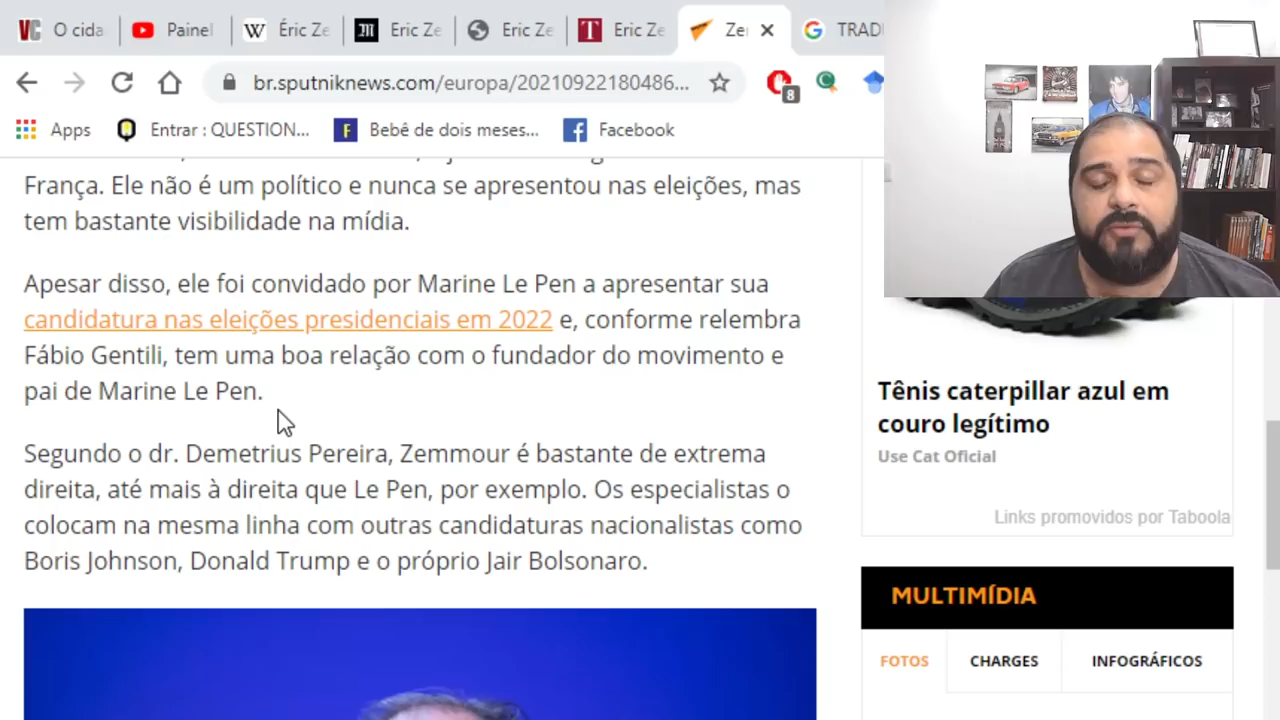 VC O cida
Painel
W Éric Ze
M Eric Ze
Eric Ze
T Eric Ze
Ze
G TRAD
br.sputniknews.com/europa/20210922180486...
8
Apps
Entrar : QUESTION...
F Bebê de dois meses...
Facebook
França. Ele não é um político e nunca se apresentou nas eleições, mas
tem bastante visibilidade na mídia.
Apesar disso, ele foi convidado por Marine Le Pen a apresentar sua
candidatura nas eleições presidenciais em 2022 e, conforme relembra
Fábio Gentili, tem uma boa relação com o fundador do movimento e
pai de Marine Le Pen.
Segundo o dr. Demetrius Pereira, Zemmour é bastante de extrema
direita, até mais à direita que Le Pen, por exemplo. Os especialistas o
colocam na mesma linha com outras candidaturas nacionalistas como
Boris Johnson, Donald Trump e o próprio Jair Bolsonaro.
Tênis caterpillar azul em
couro legítimo
Use Cat Oficial
Links promovidos por Taboola
MULTIMÍDIA
FOTOS
CHARGES
INFOGRÁFICOS